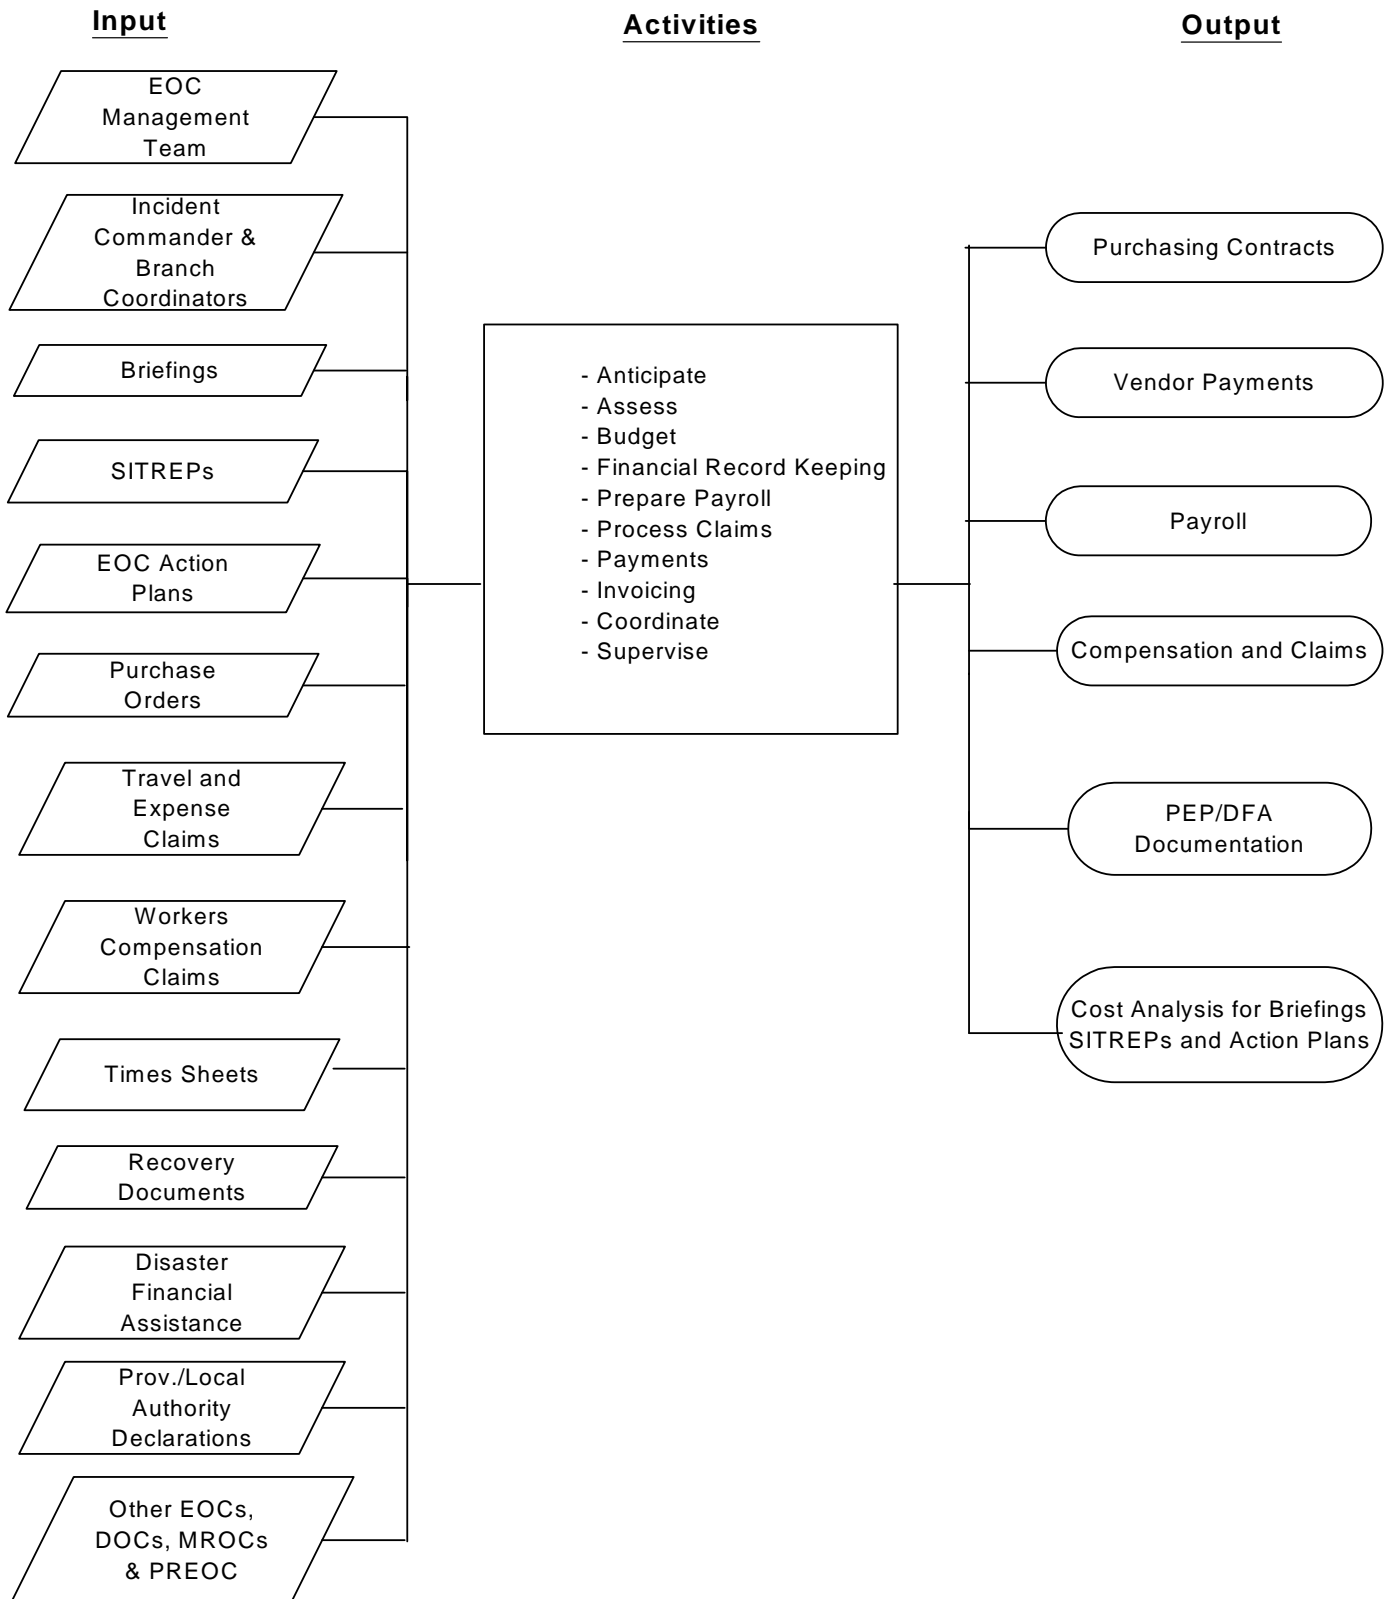 Input
Activities
Output
EOC
Management
Team
Incident
Commander &
Branch
Coordinators
Briefings
SITREPs
EOC Action
Plans
Purchase
Orders
Travel and
Expense
Claims
Workers
Compensation
Claims
Times Sheets
Recovery
Documents
Disaster
Financial
Assistance
Prov./Local
Authority
Declarations
Other EOCs,
DOCs, MROCs
& PREOC
- Anticipate
- Assess
- Budget
- Financial Record Keeping
- Prepare Payroll
- Process Claims
- Payments
- Invoicing
- Coordinate
- Supervise
Purchasing Contracts
Vendor Payments
Payroll
Compensation and Claims
PEP/DFA
Documentation
Cost Analysis for Briefings
SITREPs and Action Plans